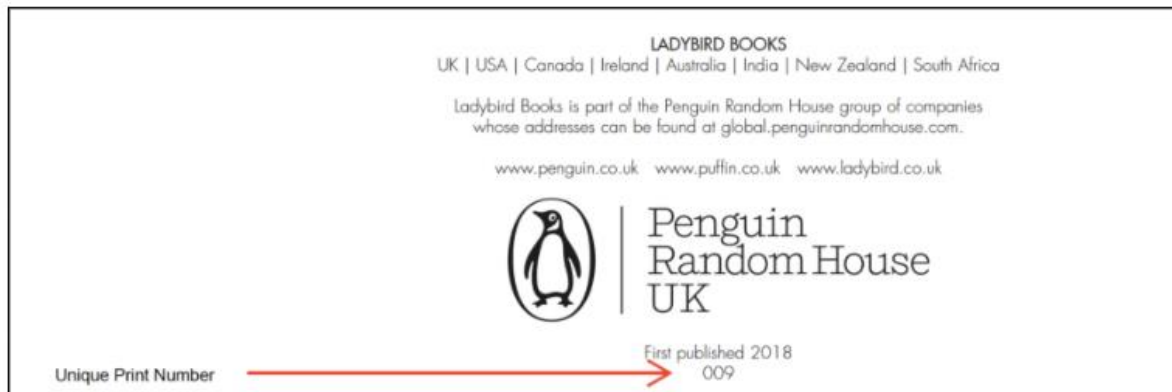 LADYBIRD BOOKS
UK | USA | Canada | Ireland | Australia | India | New Zealand | South Africa
Ladybird Books is part of the Penguin Random House group of companies
whose addresses can be found at global.penguinrandomhouse.com.
www.penguin.co.uk www.puffin.co.uk www.ladybird.co.uk
Penguin
Random House
UK
First published 2018
009
Unique Print Number